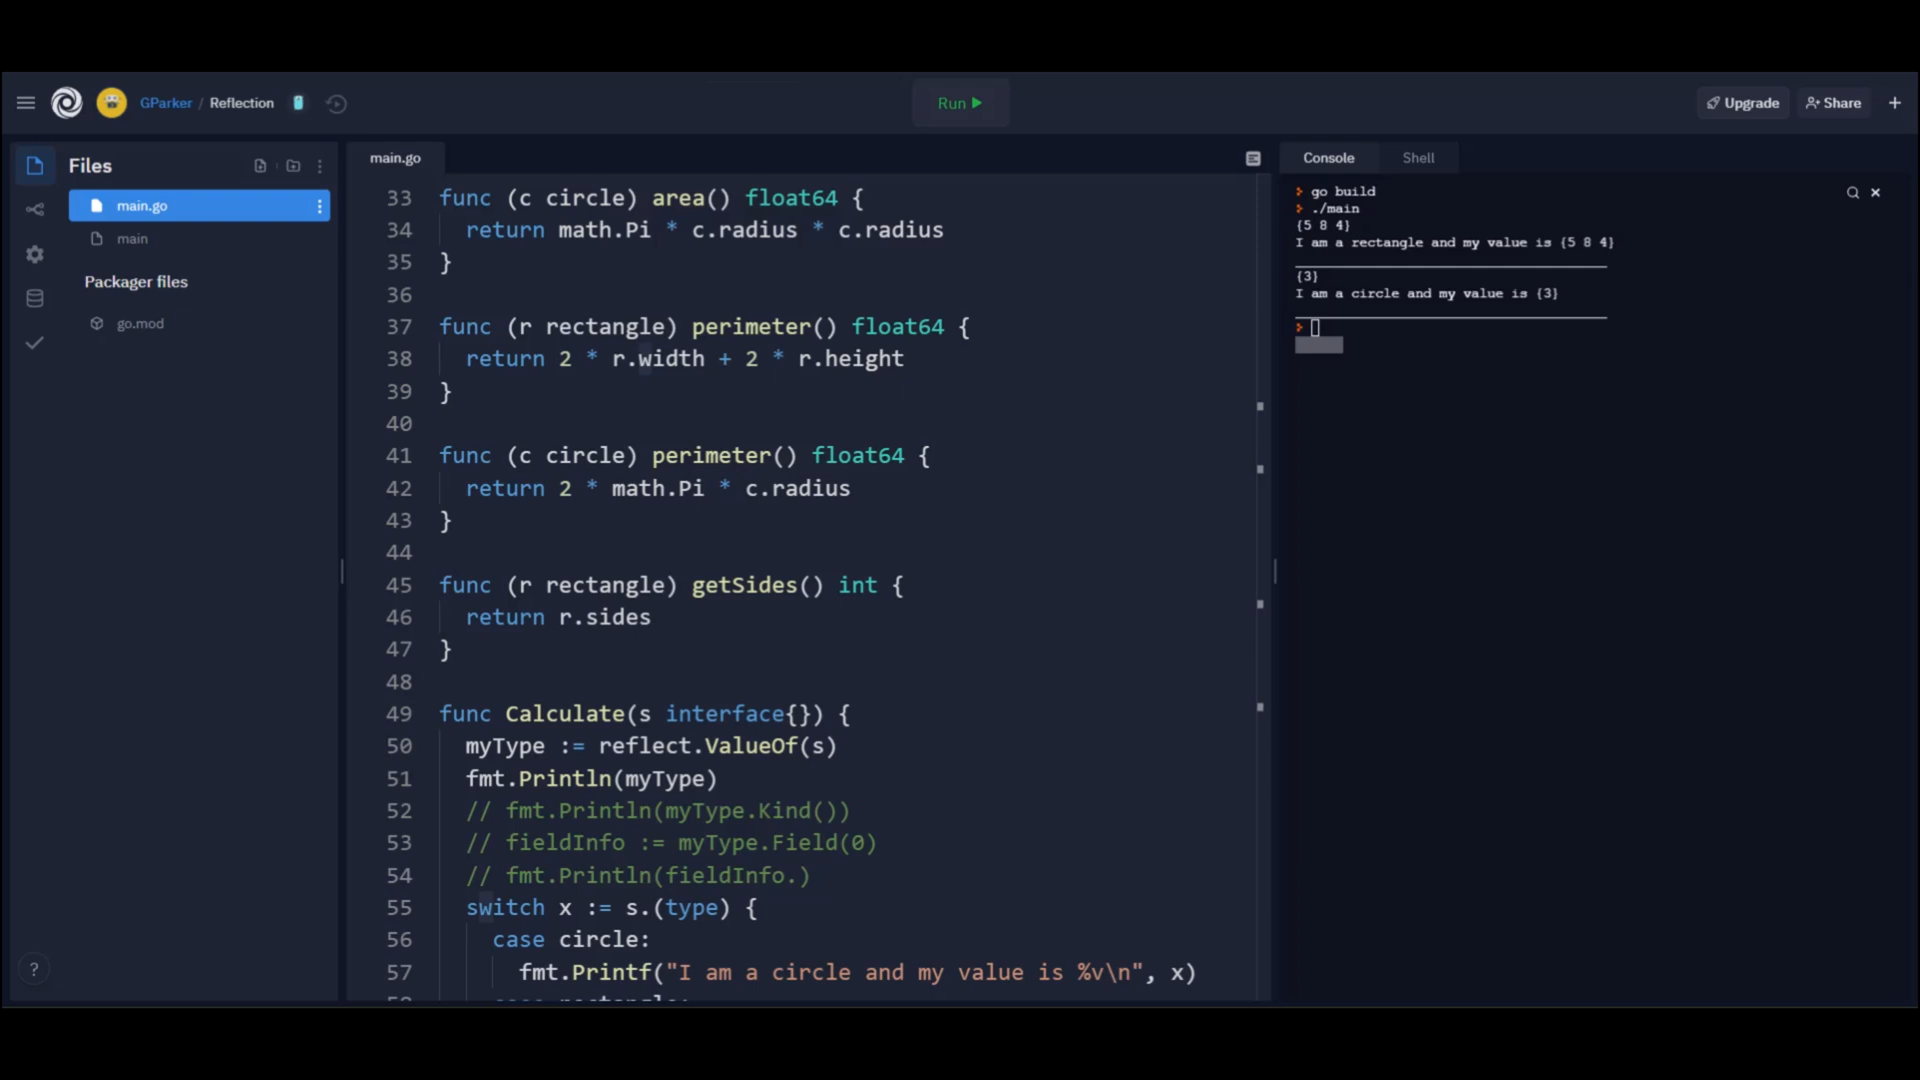 GParker / Reflection
Run
Upgrade
Share
Files
main.go
main
Packager files
go.mod
main.go
33 func (c circle) area() float64 {
34 return math.Pi * c.radius * c.radius
35 }
36
37 func (r rectangle) perimeter() float64 {
38 return 2 * r.width + 2 * r.height
39 }
40
41 func (c circle) perimeter() float64 {
42 return 2 * math.Pi * c.radius
43 }
44
45 func (r rectangle) getSides() int {
46 return r.sides
47 }
48
49 func Calculate(s interface{}) {
50 myType := reflect.ValueOf(s)
51 fmt.Println(myType)
52 // fmt.Println(myType.Kind())
53 // fieldInfo := myType.Field(0)
54 // fmt.Println(fieldInfo.)
55 switch x := s.(type) {
56 case circle:
57 fmt.Printf("I am a circle and my value is %v\n", x)
Console Shell
go build
./main
{5 8 4}
I am a rectangle and my value is {5 8 4}
{3}
I am a circle and my value is {3}
?